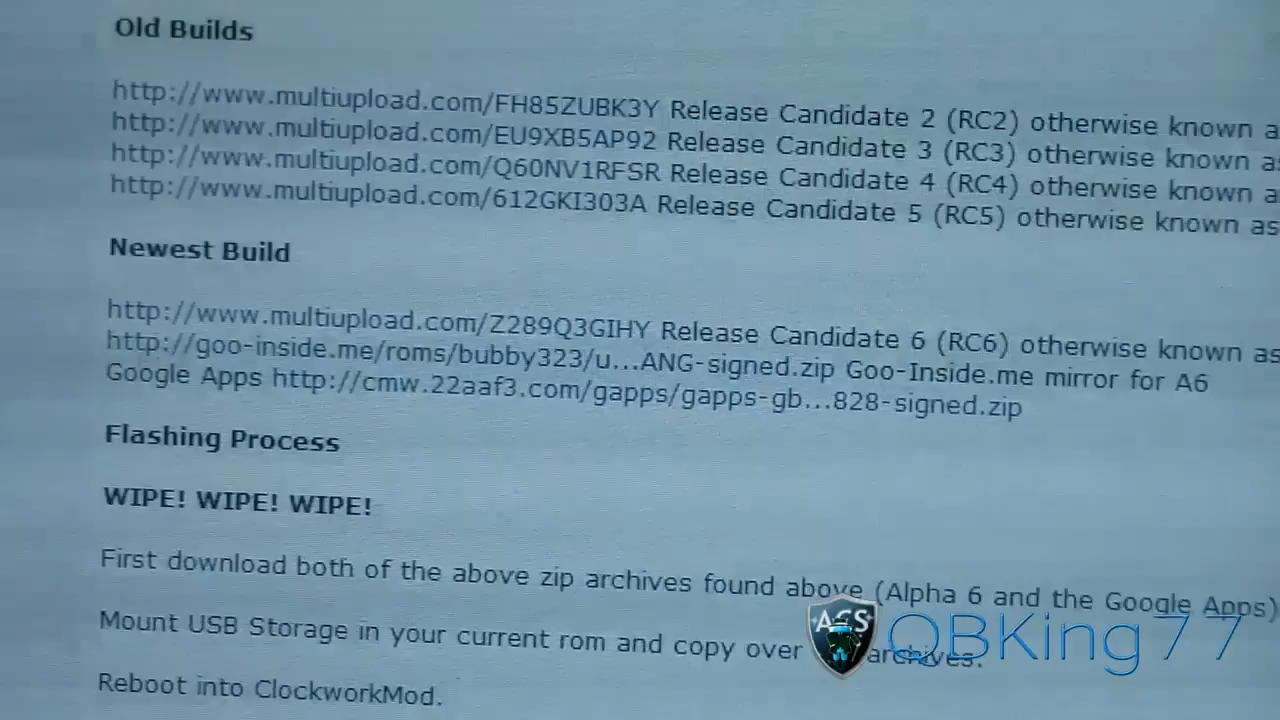 Old Builds
http://www.multiupload.com/FH85ZUBK3Y Release Candidate 2 (RC2) otherwise known a
http://www.multiupload.com/EU9XB5AP92 Release Candidate 3 (RC3) otherwise known as
http://www.multiupload.com/Q60NV1RFSR Release Candidate 4 (RC4) otherwise known a
http://www.multiupload.com/612GKI303A Release Candidate 5 (RC5) otherwise known as
Newest Build
http://www.multiupload.com/Z289Q3GIHY Release Candidate 6 (RC6) otherwise known as
http://goo-inside.me/roms/bubby323/u...ANG-signed.zip Goo-Inside.me mirror for A6
Google Apps http://cmw.22aaf3.com/gapps/gapps-gb...828-signed.zip
Flashing Process
WIPE! WIPE! WIPE!
First download both of the above zip archives found above (Alpha 6 and the Google Apps)
Mount USB Storage in your current rom and copy over archives.
ACS QBKing77
Reboot into ClockworkMod.